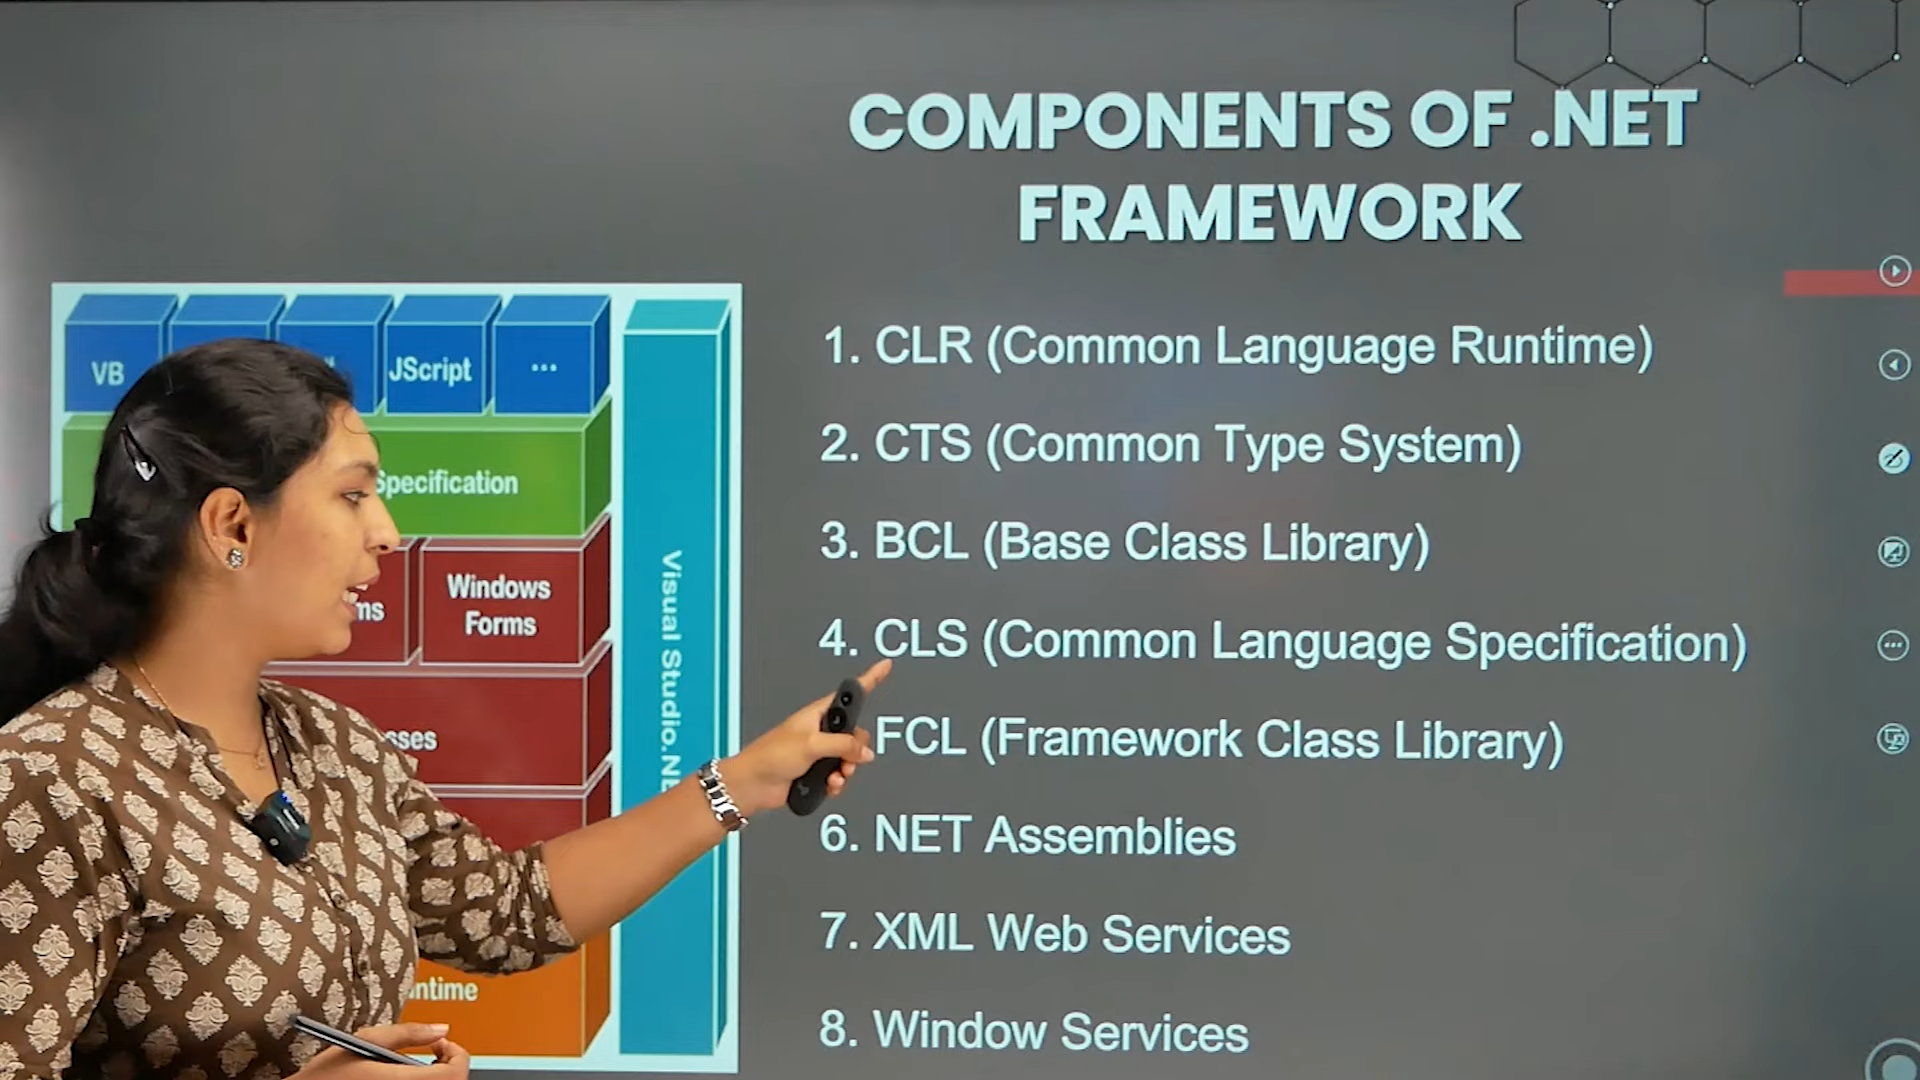 COMPONENTS OF .NET
FRAMEWORK
VB
JScript
...
Specification
Windows
Forms
Visual Studio.
1. CLR (Common Language Runtime)
2. CTS (Common Type System)
3. BCL (Base Class Library)
4. CLS (Common Language Specification)
FCL (Framework Class Library)
6. NET Assemblies
7. XML Web Services
8. Window Services